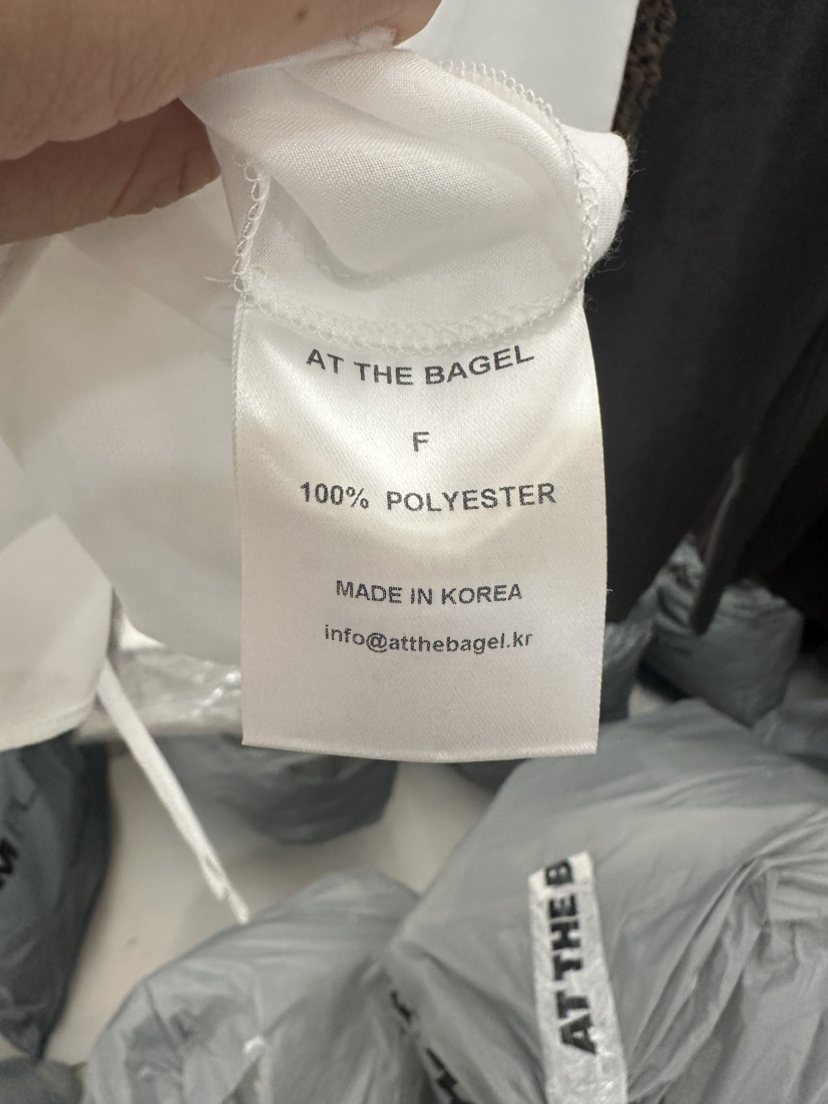 AT THE BAGEL
F
100% POLYESTER
MADE IN KOREA
info@atthebagel.kr
AT THE B